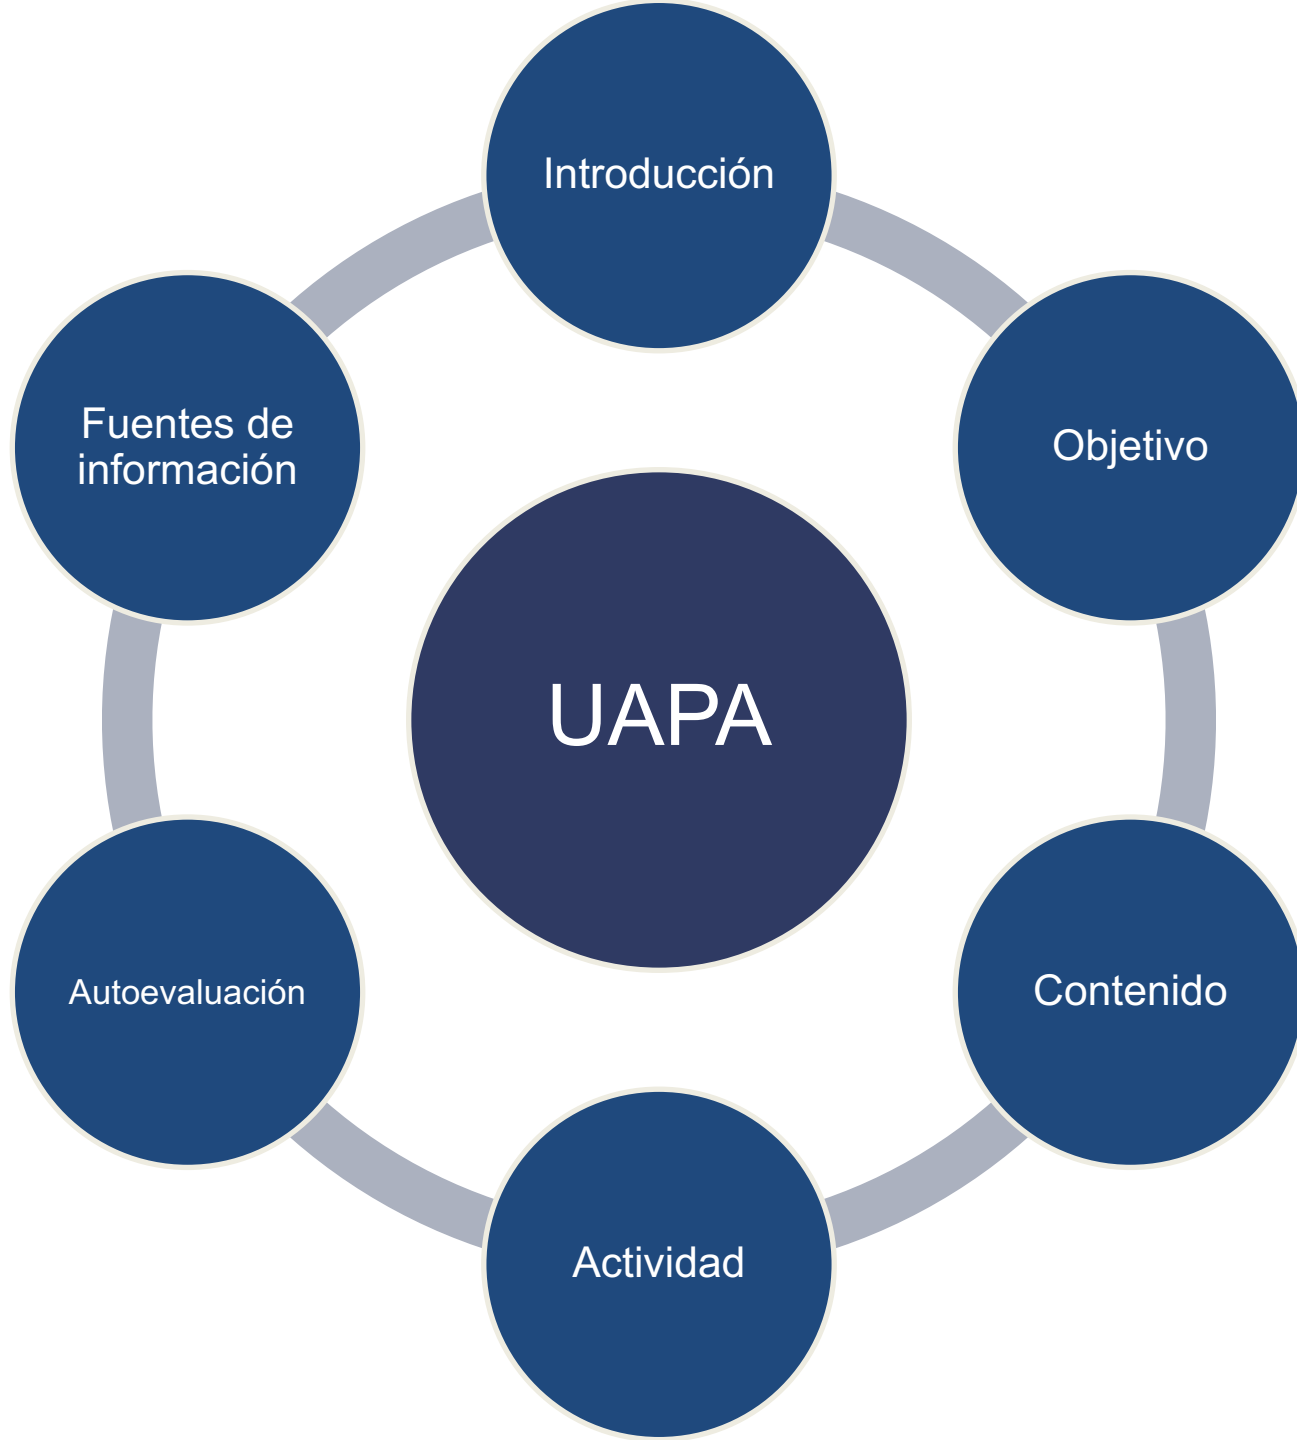 Introducción
Objetivo
Contenido
Actividad
Autoevaluación
Fuentes de
información
UAPA